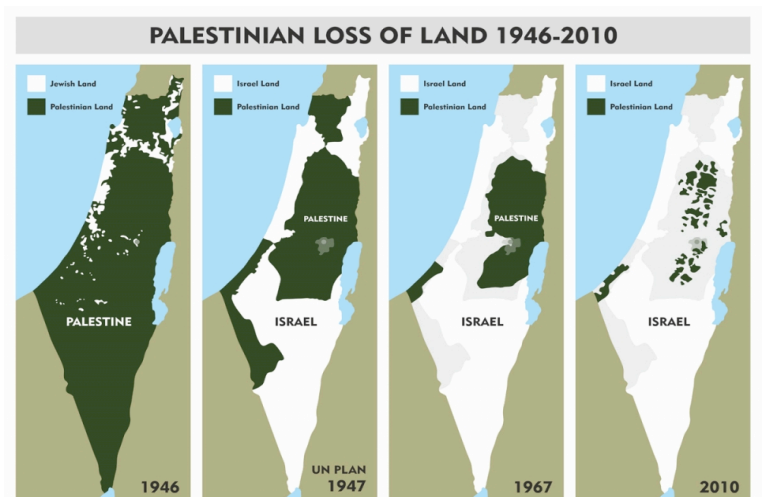 PALESTINIAN LOSS OF LAND 1946-2010
Jewish Land
Palestinian Land
PALESTINE
1946
Israel Land
Palestinian Land
PALESTINE
ISRAEL
UN PLAN
1947
Israel Land
Palestinian Land
PALESTINE
ISRAEL
1967
Israel Land
Palestinian Land
ISRAEL
2010